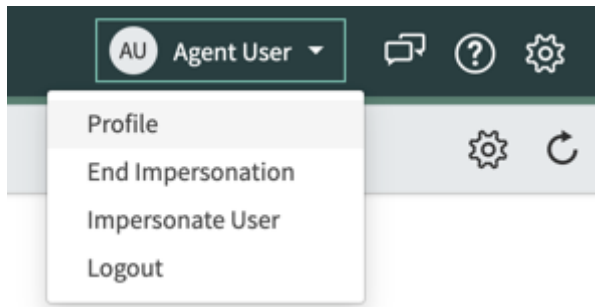 AU Agent User
Profile
End Impersonation
Impersonate User
Logout